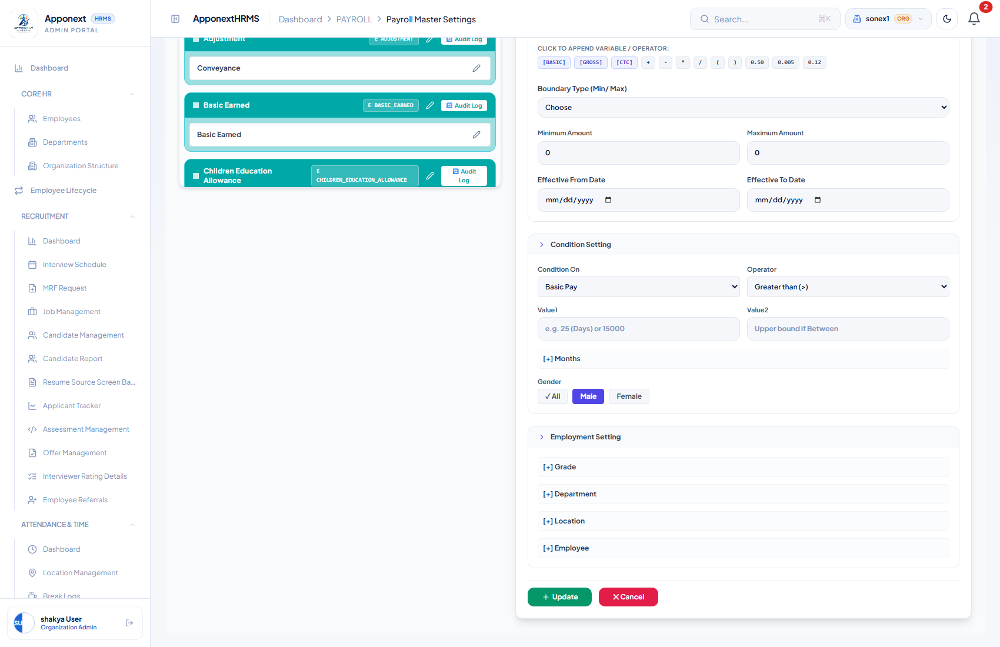 Apponext HRMS
ADMIN PORTAL
ApponextHRMS
Dashboard > PAYROLL > Payroll Master Settings
Search... ⌘K
sonex1 ORG
2
Dashboard
CORE HR
Employees
Departments
Organization Structure
Employee Lifecycle
RECRUITMENT
Dashboard
Interview Schedule
MRF Request
Job Management
Candidate Management
Candidate Report
Resume Source Screen Ba...
Applicant Tracker
Assessment Management
Offer Management
Interviewer Rating Details
Employee Referrals
ATTENDANCE & TIME
Dashboard
Location Management
Break Logs
SU
shakya User
Organization Admin
Adjustment E ADJUSTMENT Audit Log
Conveyance
Basic Earned E BASIC_EARNED Audit Log
Basic Earned
Children Education Allowance E CHILDREN_EDUCATION_ALLOWANCE Audit Log
CLICK TO APPEND VARIABLE / OPERATOR:
[BASIC] [GROSS] [CTC] + - * / ( ) 0.50 0.005 0.12
Boundary Type (Min/ Max)
Choose
Minimum Amount Maximum Amount
0 0
Effective From Date Effective To Date
mm/dd/yyyy mm/dd/yyyy
Condition Setting
Condition On Operator
Basic Pay Greater than (>)
Value1 Value2
e.g. 25 (Days) or 15000 Upper bound if Between
[+] Months
Gender
✓ All Male Female
Employment Setting
[+] Grade
[+] Department
[+] Location
[+] Employee
+ Update ✕ Cancel